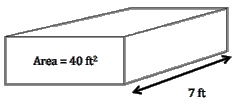 Area = 40 ft²
7 ft